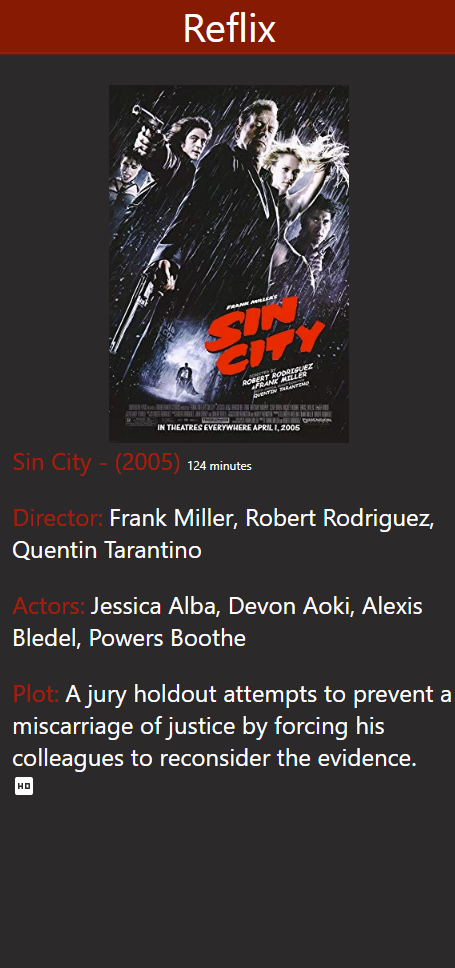 Reflix
FRANK MILLER'S
SIN
CITY
DIRECTED BY
ROBERT RODRIGUEZ
& FRANK MILLER
QUENTIN TARANTINO
IN THEATRES EVERYWHERE APRIL 1, 2005
Sin City - (2005) 124 minutes
Director: Frank Miller, Robert Rodriguez,
Quentin Tarantino
Actors: Jessica Alba, Devon Aoki, Alexis
Bledel, Powers Boothe
Plot: A jury holdout attempts to prevent a
miscarriage of justice by forcing his
colleagues to reconsider the evidence.
HD